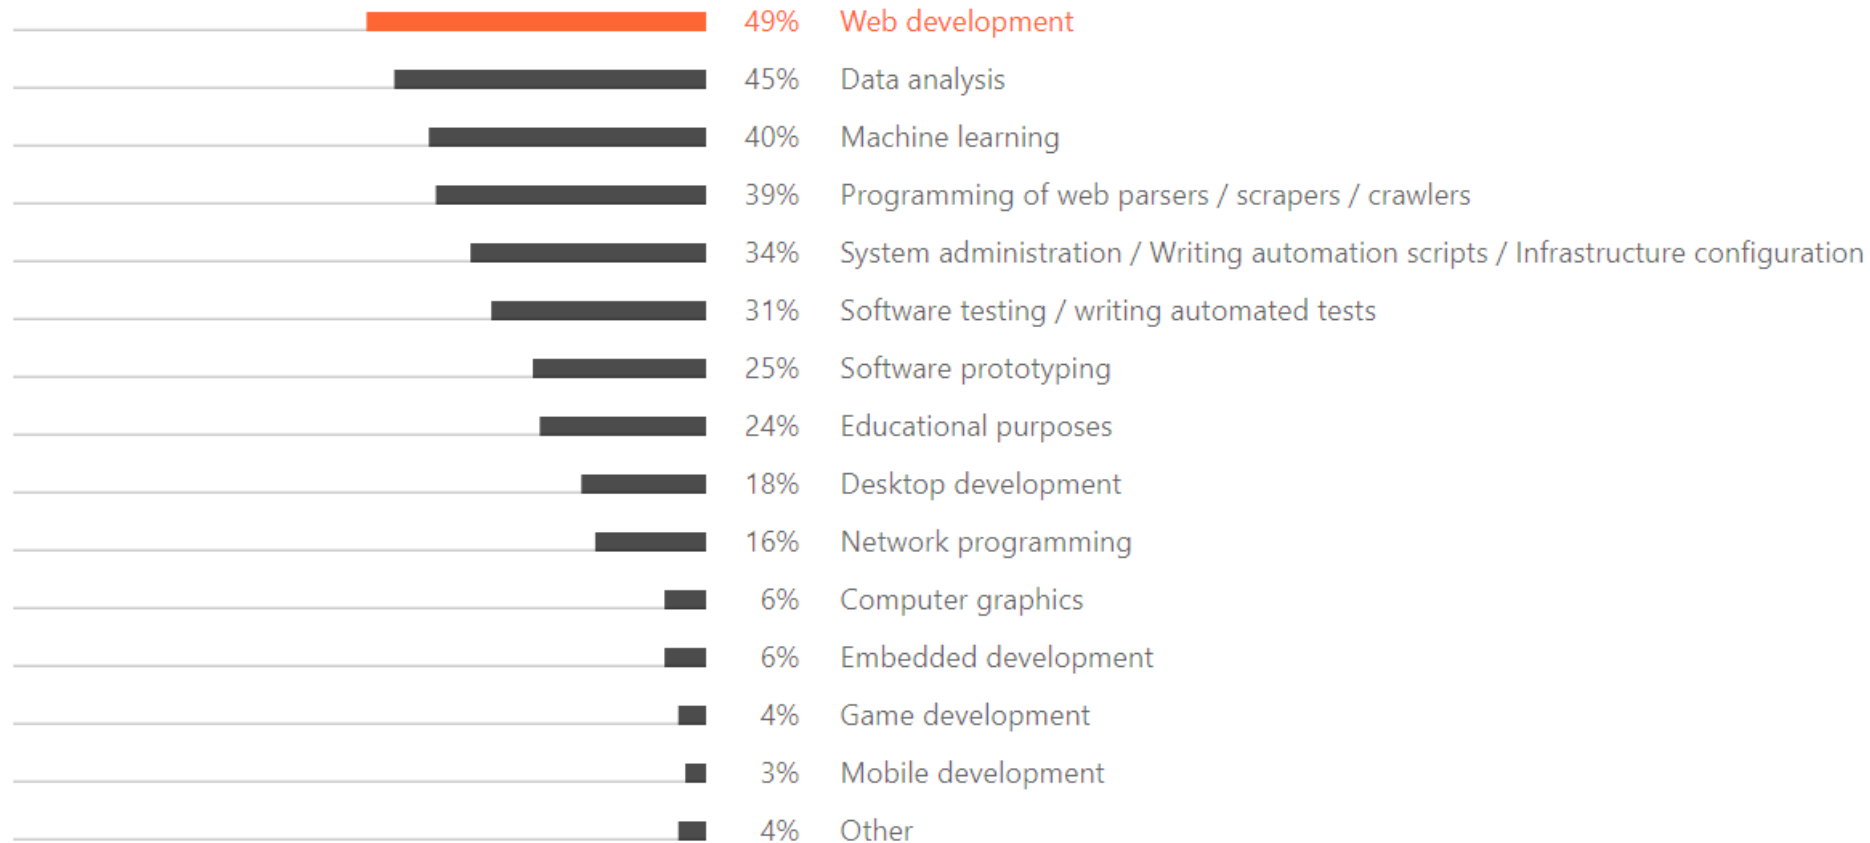 49% Web development
45% Data analysis
40% Machine learning
39% Programming of web parsers / scrapers / crawlers
34% System administration / Writing automation scripts / Infrastructure configuration
31% Software testing / writing automated tests
25% Software prototyping
24% Educational purposes
18% Desktop development
16% Network programming
6% Computer graphics
6% Embedded development
4% Game development
3% Mobile development
4% Other